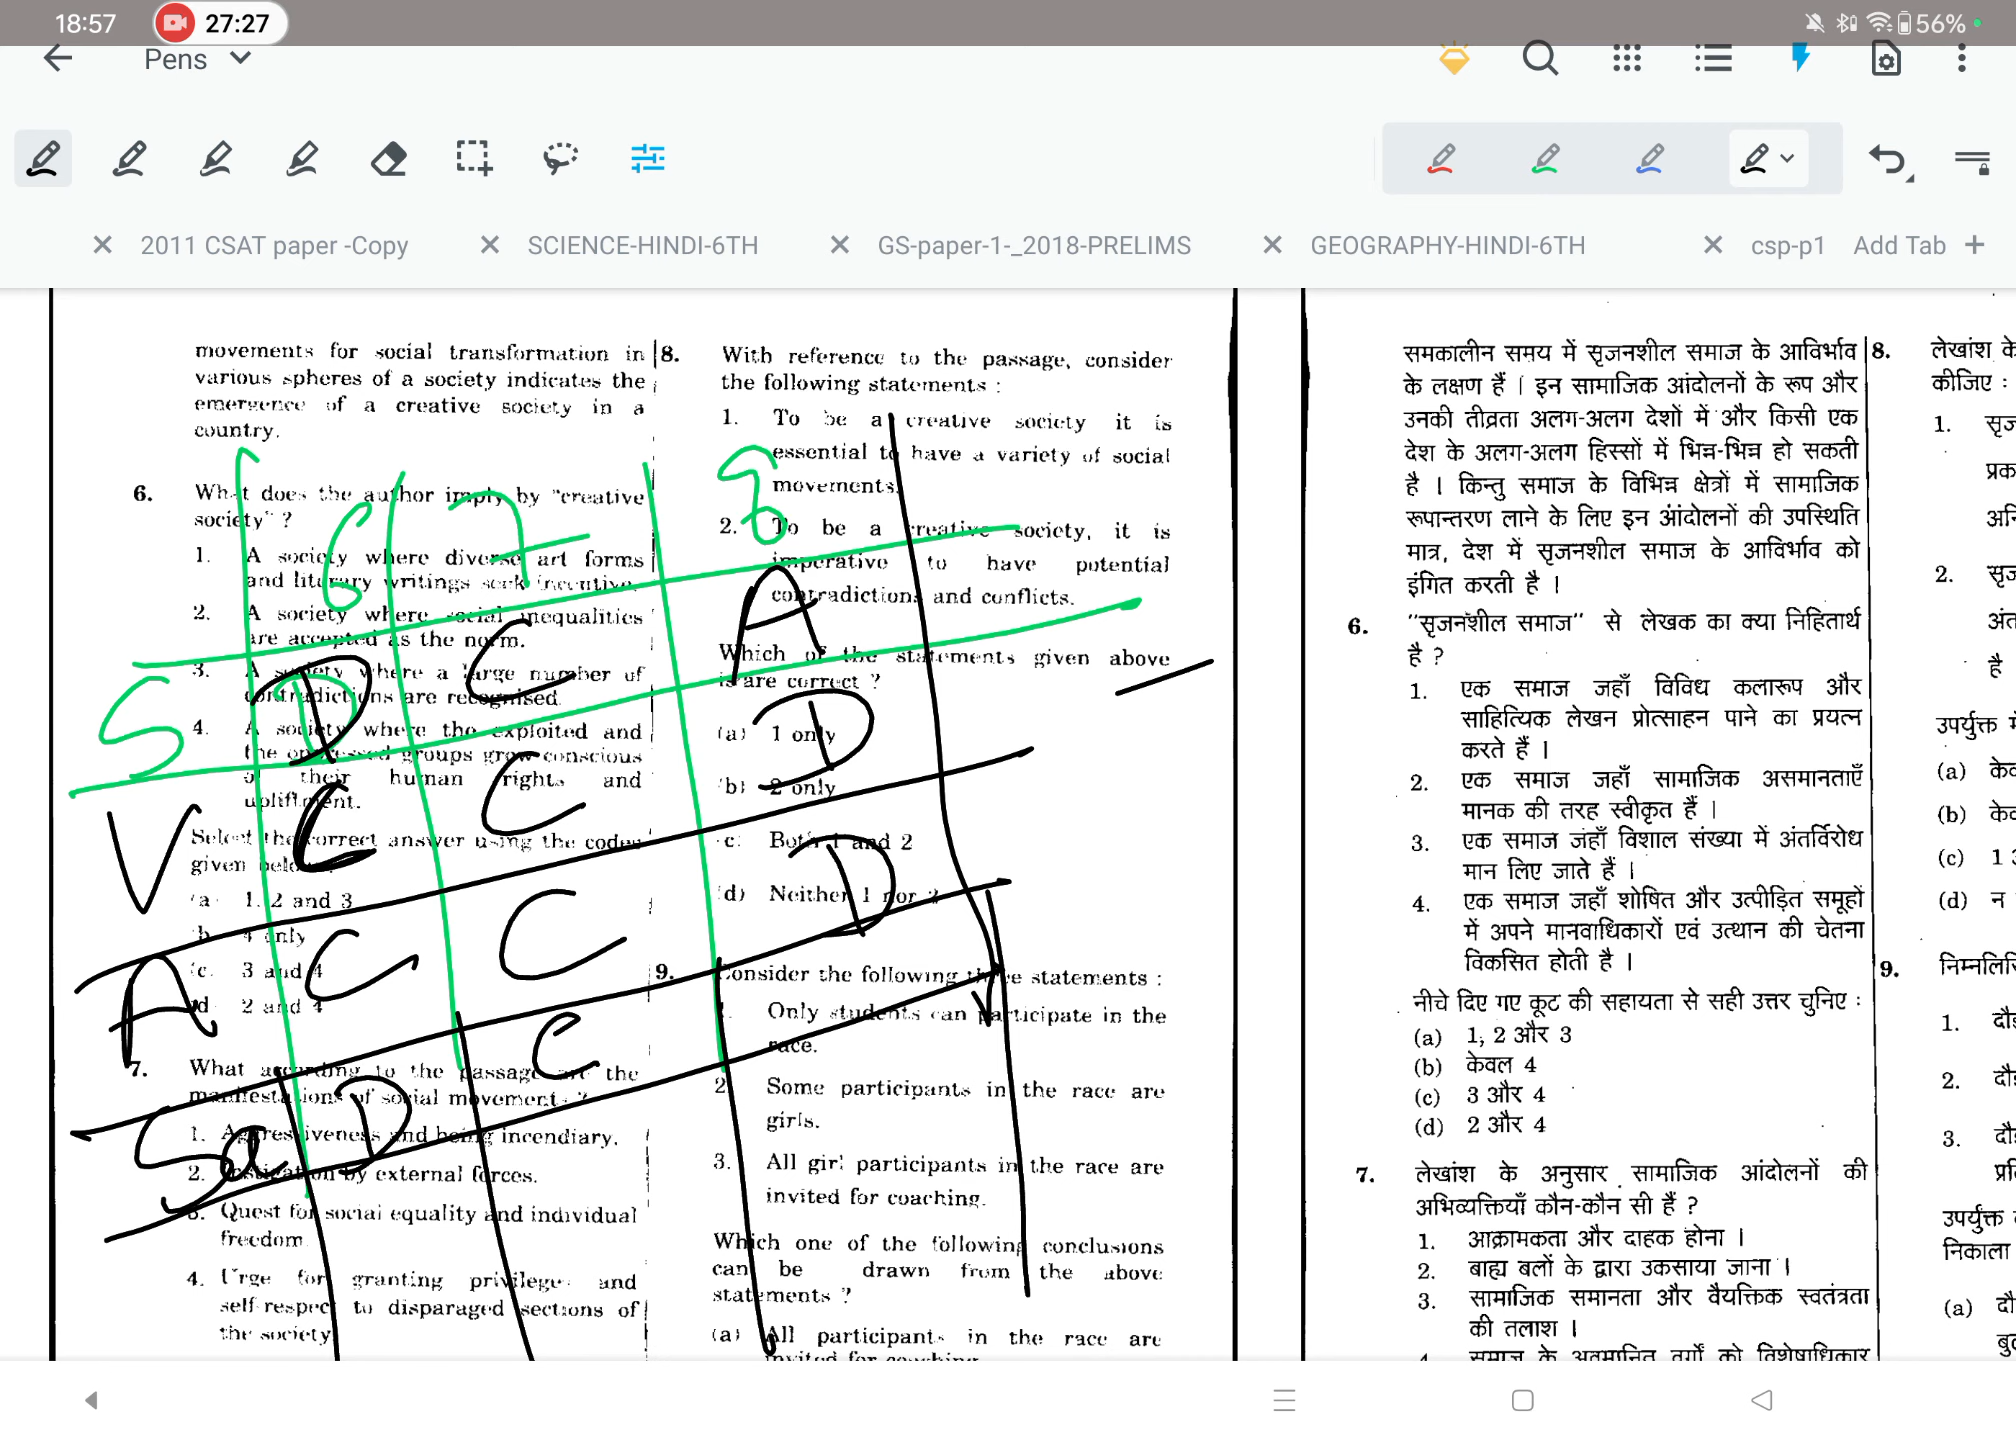 18:57
27:27
56%
Pens
2011 CSAT paper -Copy
SCIENCE-HINDI-6TH
GS-paper-1-_2018-PRELIMS
GEOGRAPHY-HINDI-6TH
csp-p1
Add Tab +
movements for social transformation in
various spheres of a society indicates the
emergence of a creative society in a
country.
6. What does the author imply by "creative
society" ?
1. A society where diverse art forms
and literary writings seek incentive.
2. A society where social inequalities
are accepted as the norm.
3. A society where a large number of
contradictions are recognised.
4. A society where the exploited and
the oppressed groups grow conscious
of their human rights and
upliftment.
Select the correct answer using the codes
given below
(a) 1, 2 and 3
(b) 4 only
(c) 3 and 4
(d) 2 and 4
7. What according to the passage are the
manifestations of social movements ?
1. Aggressiveness and being incendiary.
2. Instigation by external forces.
3. Quest for social equality and individual
freedom.
4. Urge for granting privileges and
self-respect to disparaged sections of
the society
8. With reference to the passage, consider
the following statements :
1. To be a creative society it is
essential to have a variety of social
movements.
2. To be a creative society, it is
imperative to have potential
contradictions and conflicts.
Which of the statements given above
is/are correct ?
(a) 1 only
(b) 2 only
(c) Both 1 and 2
(d) Neither 1 nor 2
9. Consider the following three statements :
1. Only students can participate in the
race.
2. Some participants in the race are
girls.
3. All girl participants in the race are
invited for coaching.
Which one of the following conclusions
can be drawn from the above
statements ?
(a) All participants in the race are
invited for coaching
6 7 8
5 D C A
V C C D
A C C D
Sa D C
समकालीन समय में सृजनशील समाज के आविर्भाव
के लक्षण हैं । इन सामाजिक आंदोलनों के रूप और
उनकी तीव्रता अलग-अलग देशों में और किसी एक
देश के अलग-अलग हिस्सों में भिन्न-भिन्न हो सकती
है । किन्तु समाज के विभिन्न क्षेत्रों में सामाजिक
रूपान्तरण लाने के लिए इन आंदोलनों की उपस्थिति
मात्र, देश में सृजनशील समाज के आविर्भाव को
इंगित करती है ।
6. "सृजनशील समाज" से लेखक का क्या निहितार्थ
है ?
1. एक समाज जहाँ विविध कलारूप और
साहित्यिक लेखन प्रोत्साहन पाने का प्रयत्न
करते हैं ।
2. एक समाज जहाँ सामाजिक असमानताएँ
मानक की तरह स्वीकृत हैं ।
3. एक समाज जहाँ विशाल संख्या में अंतर्विरोध
मान लिए जाते हैं ।
4. एक समाज जहाँ शोषित और उत्पीड़ित समूहों
में अपने मानवाधिकारों एवं उत्थान की चेतना
विकसित होती है ।
नीचे दिए गए कूट की सहायता से सही उत्तर चुनिए :
(a) 1, 2 और 3
(b) केवल 4
(c) 3 और 4
(d) 2 और 4
7. लेखांश के अनुसार सामाजिक आंदोलनों की
अभिव्यक्तियाँ कौन-कौन सी हैं ?
1. आक्रामकता और दाहक होना ।
2. बाह्य बलों के द्वारा उकसाया जाना ।
3. सामाजिक समानता और वैयक्तिक स्वतंत्रता
की तलाश ।
4. समाज के अवमानित वर्गों को विशेषाधिकार
8. लेखांश के
कीजिए :
1.
2.
है
उपर्युक्त में
(a)
(b)
(c)
(d) न
9.
1.
2.
3.
उपर्युक्त
निकाला
(a)